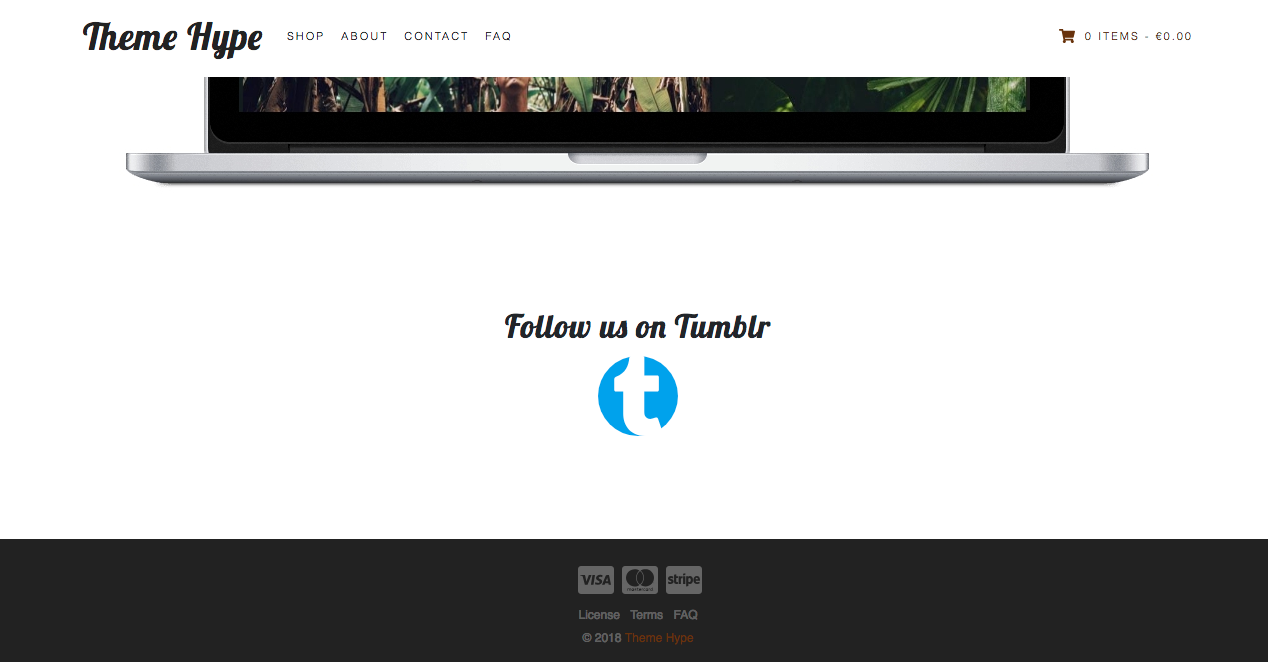 Theme Hype SHOP ABOUT CONTACT FAQ 0 ITEMS - €0.00
Follow us on Tumblr
t
VISA mastercard stripe
License Terms FAQ
© 2018 Theme Hype